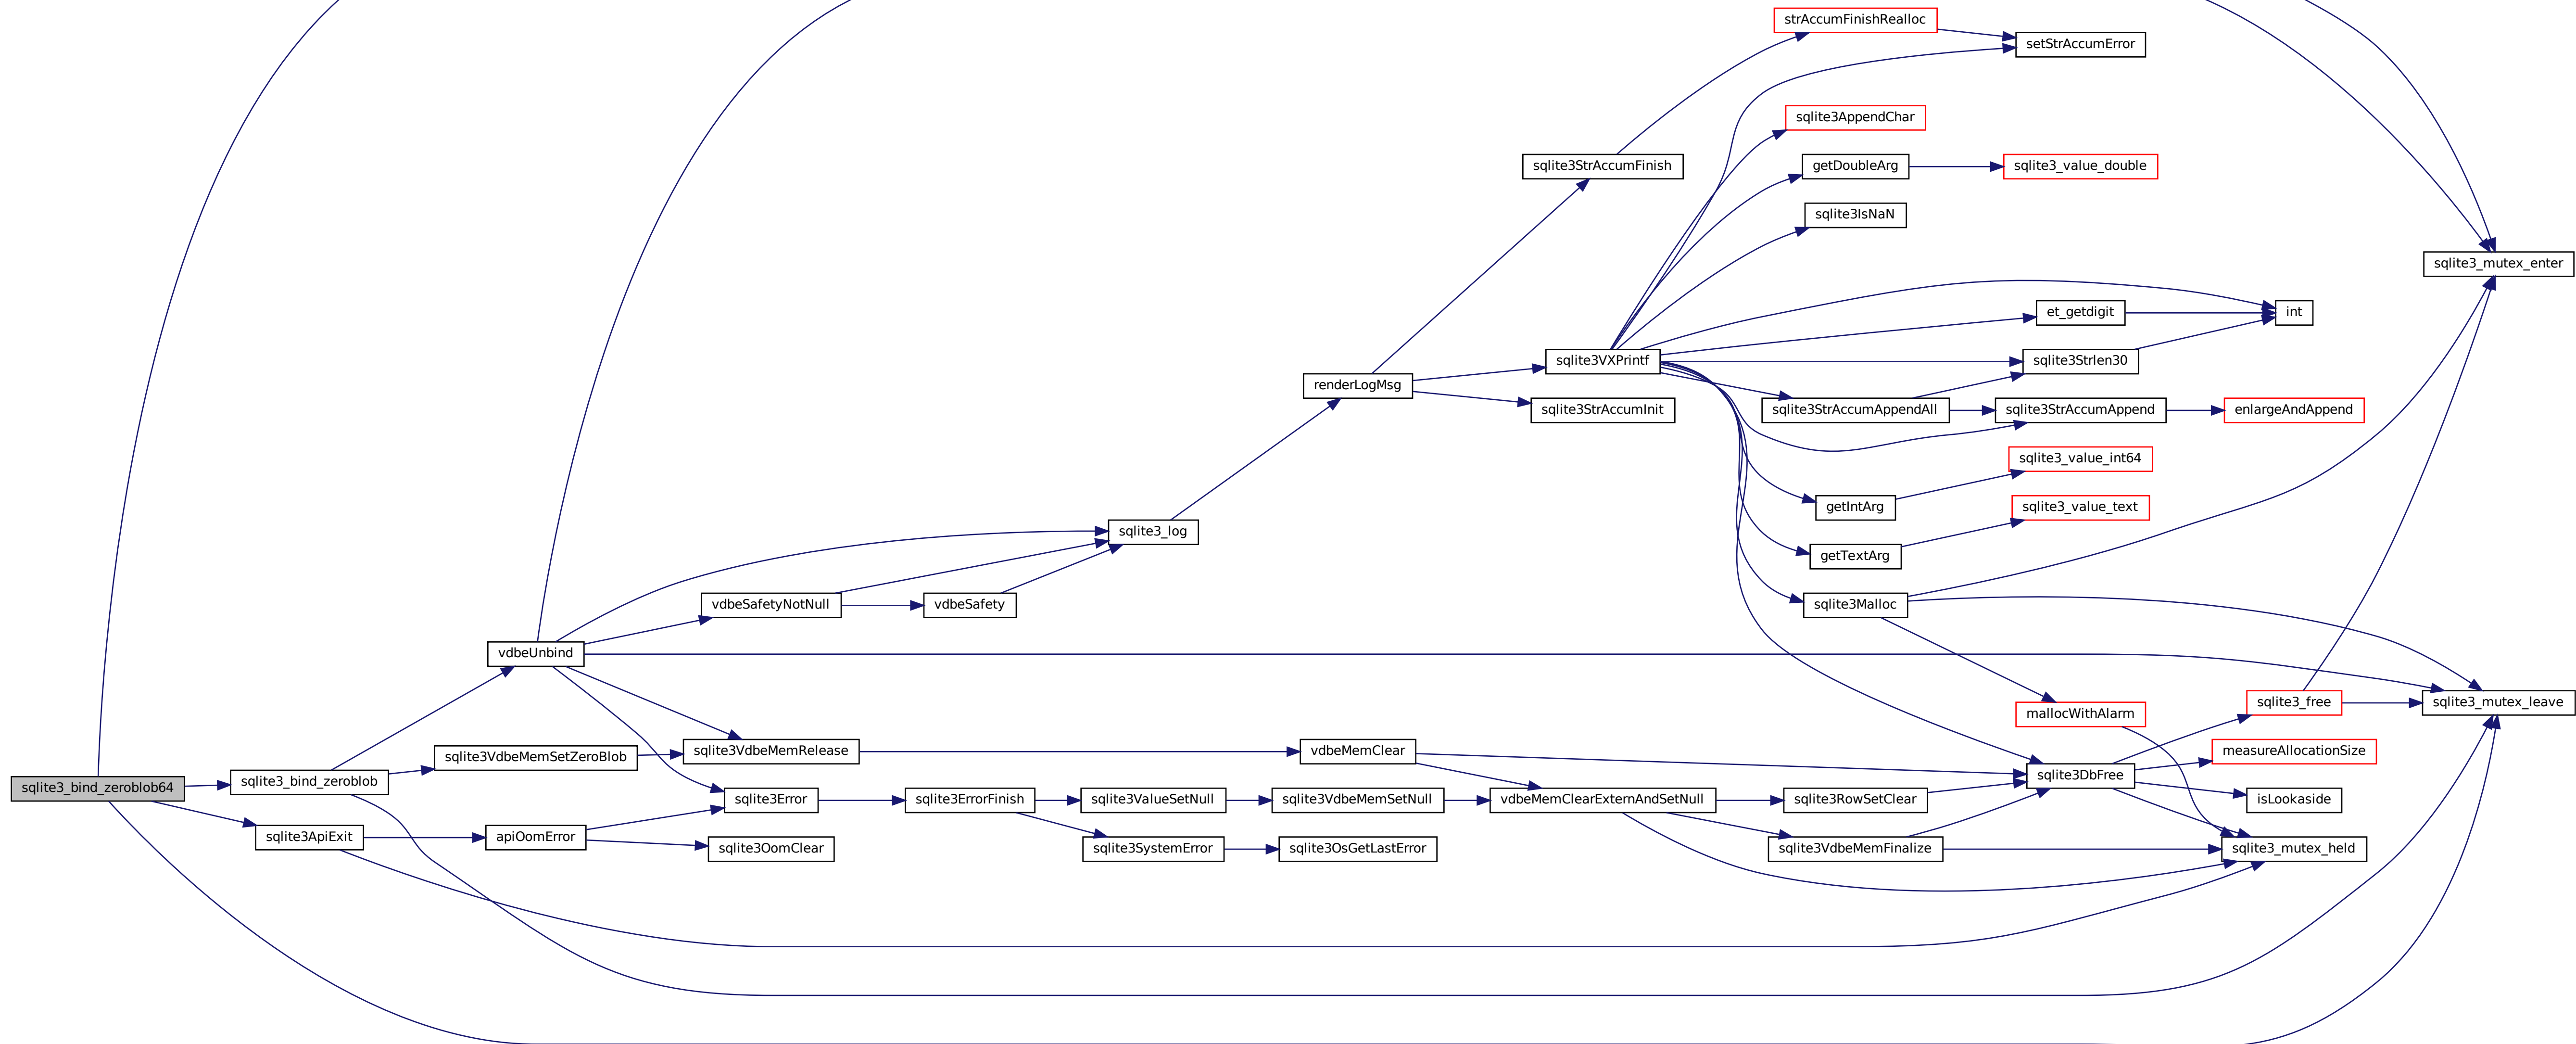 strAccumFinishRealloc
setStrAccumError
sqlite3AppendChar
sqlite3StrAccumFinish
getDoubleArg
sqlite3_value_double
sqlite3IsNaN
sqlite3_mutex_enter
et_getdigit
int
sqlite3VXPrintf
sqlite3Strlen30
renderLogMsg
sqlite3StrAccumInit
sqlite3StrAccumAppendAll
sqlite3StrAccumAppend
enlargeAndAppend
sqlite3_value_int64
getIntArg
sqlite3_value_text
sqlite3_log
getTextArg
vdbeSafetyNotNull
vdbeSafety
sqlite3Malloc
vdbeUnbind
sqlite3_free
sqlite3_mutex_leave
mallocWithAlarm
sqlite3VdbeMemSetZeroBlob
sqlite3VdbeMemRelease
vdbeMemClear
measureAllocationSize
sqlite3_bind_zeroblob64
sqlite3_bind_zeroblob
sqlite3DbFree
sqlite3Error
sqlite3ErrorFinish
sqlite3ValueSetNull
sqlite3VdbeMemSetNull
vdbeMemClearExternAndSetNull
sqlite3RowSetClear
isLookaside
sqlite3ApiExit
apiOomError
sqlite3OomClear
sqlite3SystemError
sqlite3OsGetLastError
sqlite3VdbeMemFinalize
sqlite3_mutex_held